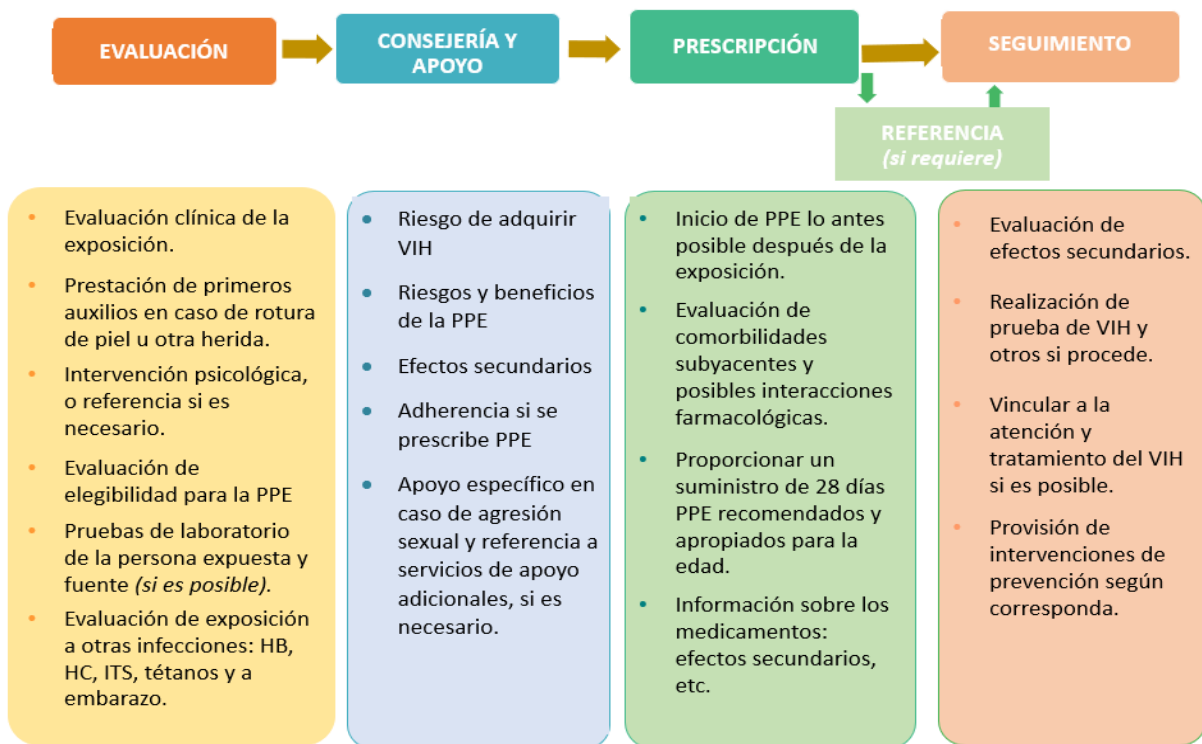 EVALUACIÓN
CONSEJERÍA Y
APOYO
PRESCRIPCIÓN
SEGUIMIENTO
REFERENCIA
(si requiere)
• Evaluación clínica de la
exposición.
• Prestación de primeros
auxilios en caso de rotura
de piel u otra herida.
• Intervención psicológica,
o referencia si es
necesario.
• Evaluación de
elegibilidad para la PPE
• Pruebas de laboratorio
de la persona expuesta y
fuente (si es posible).
• Evaluación de exposición
a otras infecciones: HB,
HC, ITS, tétanos y a
embarazo.
• Riesgo de adquirir
VIH
• Riesgos y beneficios
de la PPE
• Efectos secundarios
• Adherencia si se
prescribe PPE
• Apoyo específico en
caso de agresión
sexual y referencia a
servicios de apoyo
adicionales, si es
necesario.
• Inicio de PPE lo antes
posible después de la
exposición.
• Evaluación de
comorbilidades
subyacentes y
posibles interacciones
farmacológicas.
• Proporcionar un
suministro de 28 días
PPE recomendados y
apropiados para la
edad.
• Información sobre los
medicamentos:
efectos secundarios,
etc.
• Evaluación de
efectos secundarios.
• Realización de
prueba de VIH y
otros si procede.
• Vincular a la
atención y
tratamiento del VIH
si es posible.
• Provisión de
intervenciones de
prevención según
corresponda.